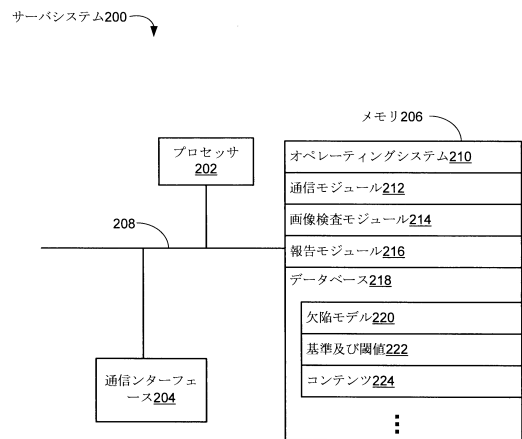 サーバシステム200
メモリ206
プロセッサ
202
オペレーティングシステム210
通信モジュール212
画像検査モジュール214
208
報告モジュール216
データベース218
欠陥モデル220
基準及び閾値222
通信ンターフェ
ース204
コンテンツ224